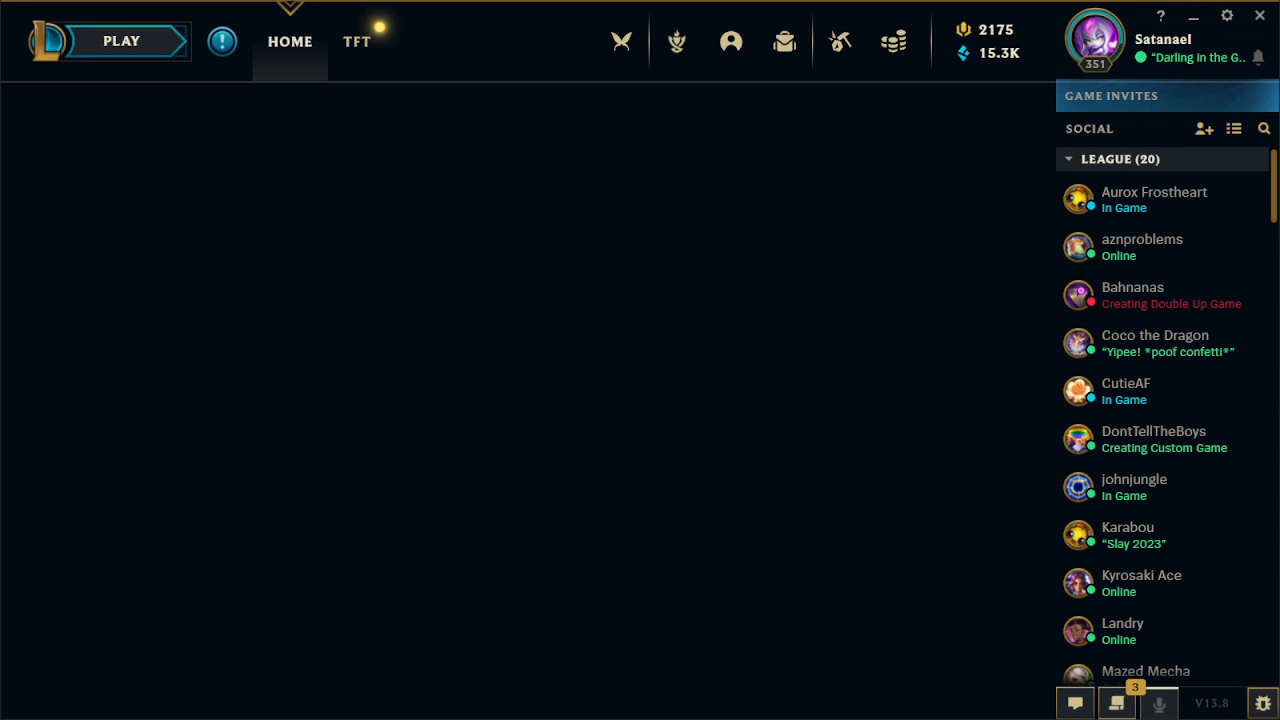 PLAY
HOME
TFT
2175
15.3K
?
351
Satanael
“Darling in the G..
GAME INVITES
SOCIAL
LEAGUE (20)
Aurox Frostheart
In Game
aznproblems
Online
Bahnanas
Creating Double Up Game
Coco the Dragon
“Yipee! *poof confetti*”
CutieAF
In Game
DontTellTheBoys
Creating Custom Game
johnjungle
In Game
Karabou
“Slay 2023”
Kyrosaki Ace
Online
Landry
Online
Mazed Mecha
3
V13.8